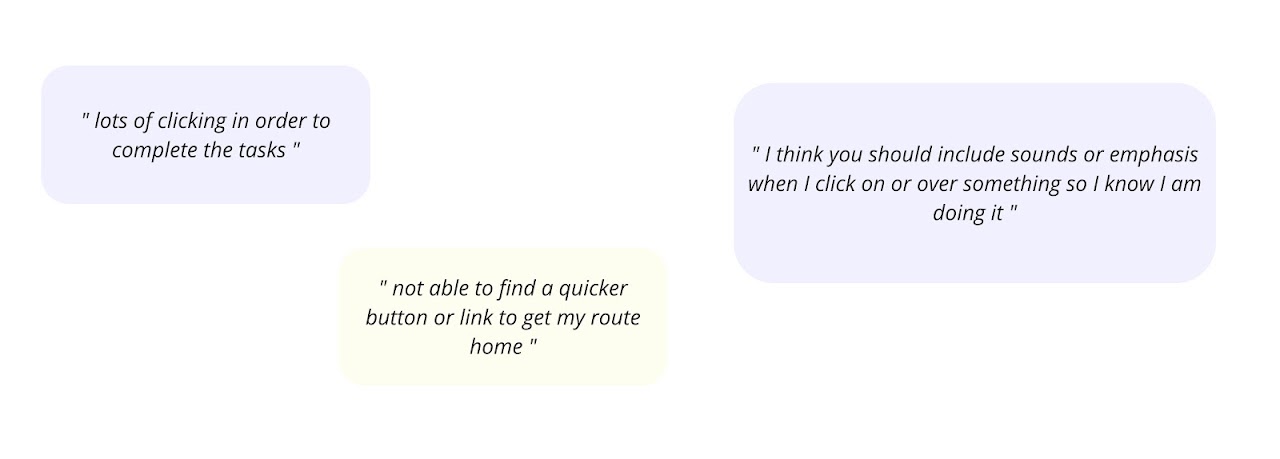 " lots of clicking in order to
complete the tasks "
" not able to find a quicker
button or link to get my route
home "
" I think you should include sounds or emphasis
when I click on or over something so I know I am
doing it "